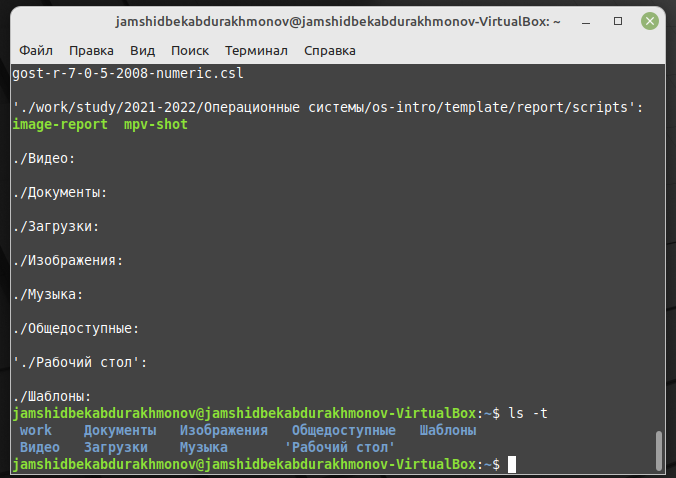 jamshidbekabdurakhmonov@jamshidbekabdurakhmonov-VirtualBox: ~
Файл Правка Вид Поиск Терминал Справка
gost-r-7-0-5-2008-numeric.csl
'./work/study/2021-2022/Операционные системы/os-intro/template/report/scripts':
image-report mpv-shot
./Видео:
./Документы:
./Загрузки:
./Изображения:
./Музыка:
./Общедоступные:
'./Рабочий стол':
./Шаблоны:
jamshidbekabdurakhmonov@jamshidbekabdurakhmonov-VirtualBox:~$ ls -t
work Документы Изображения Общедоступные Шаблоны
Видео Загрузки Музыка 'Рабочий стол'
jamshidbekabdurakhmonov@jamshidbekabdurakhmonov-VirtualBox:~$